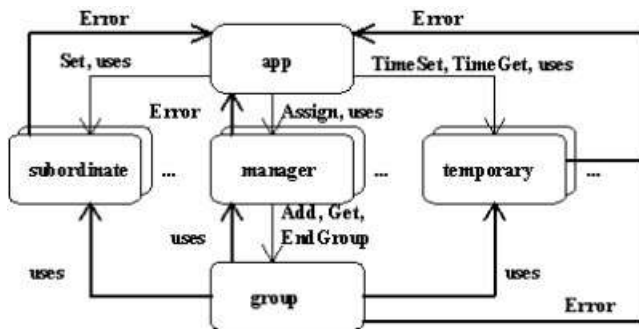 Error
Error
app
Set, uses
TimeSet, TimeGet, uses
Error
Assign, uses
subordinate
...
manager
...
temporary
...
Add, Get,
EndGroup
uses
uses
uses
group
Error